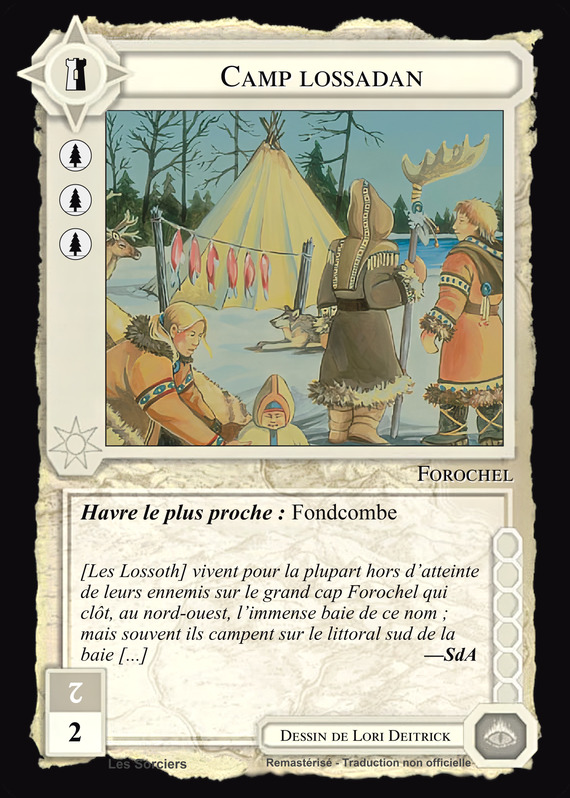 CAMP LOSSADAN
FOROCHEL
Havre le plus proche : Fondcombe
[Les Lossoth] vivent pour la plupart hors d’atteinte
de leurs ennemis sur le grand cap Forochel qui
clôt, au nord-ouest, l’immense baie de ce nom ;
mais souvent ils campent sur le littoral sud de la
baie [...] —SdA
2
DESSIN DE LORI DEITRICK
Les Sorciers Remastérisé - Traduction non officielle